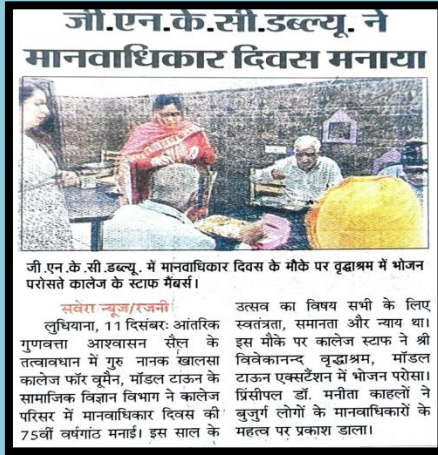 जी.एन.के.सी.डब्ल्यू. ने
मानवाधिकार दिवस मनाया
जी.एन.के.सी.डब्ल्यू. में मानवाधिकार दिवस के मौके पर वृद्धाश्रम में भोजन
परोसते कालेज के स्टाफ मैंबर्स।
सवेरा न्यूज/रजनी
लुधियाना, 11 दिसंबरः आंतरिक
गुणवत्ता आश्वासन सैल के
तत्वावधान में गुरु नानक खालसा
कालेज फॉर वूमैन, मॉडल टाऊन के
सामाजिक विज्ञान विभाग ने कालेज
परिसर में मानवाधिकार दिवस की
75वीं वर्षगांठ मनाई। इस साल के
उत्सव का विषय सभी के लिए
स्वतंत्रता, समानता और न्याय था।
इस मौके पर कालेज स्टाफ ने श्री
विवेकानन्द वृद्धाश्रम, मॉडल
टाऊन एक्सटैंशन में भोजन परोसा।
प्रिंसीपल डॉ. मनीता काहलों ने
बुजुर्ग लोगों के मानवाधिकारों के
महत्व पर प्रकाश डाला।